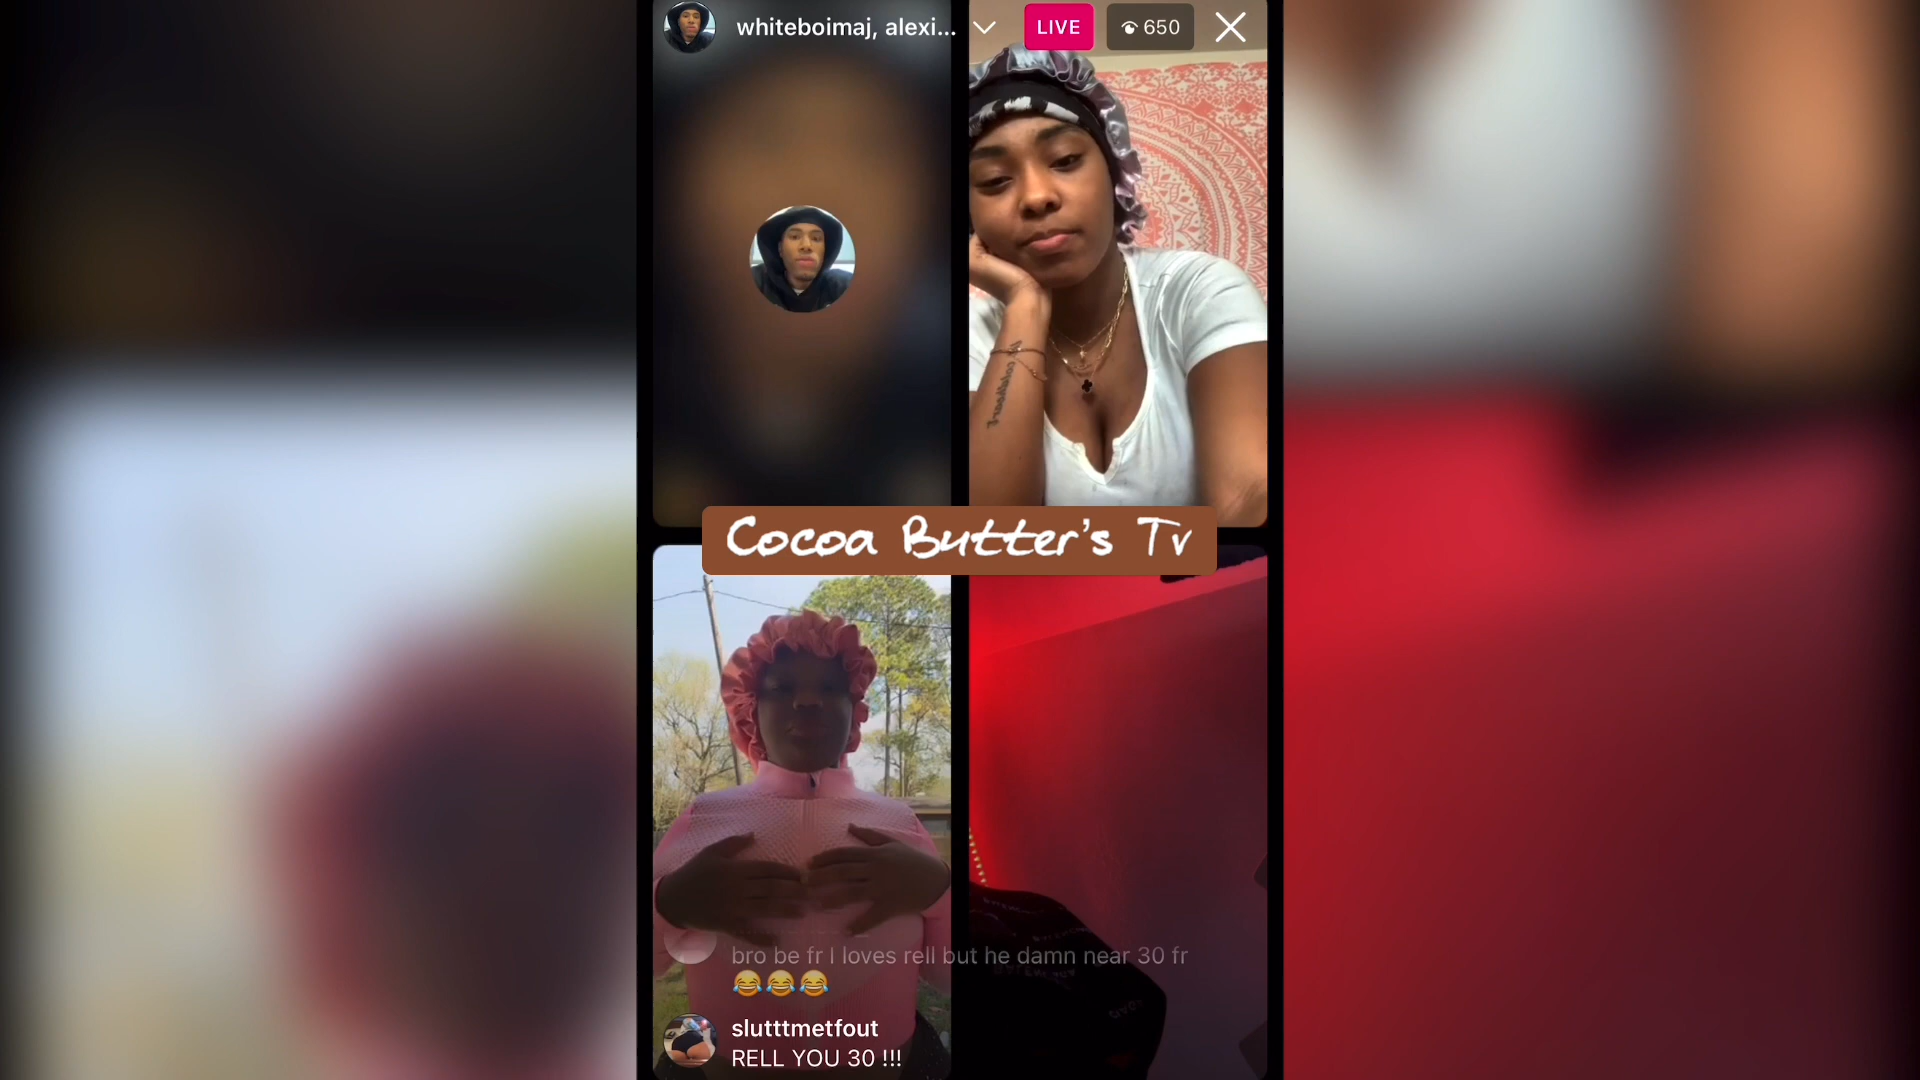 whiteboimaj, alexi...
LIVE
650
Cocoa Butter's Tv
bro be fr I loves rell but he damn near 30 fr
😂😂😂
slutttmetfout
RELL YOU 30 !!!